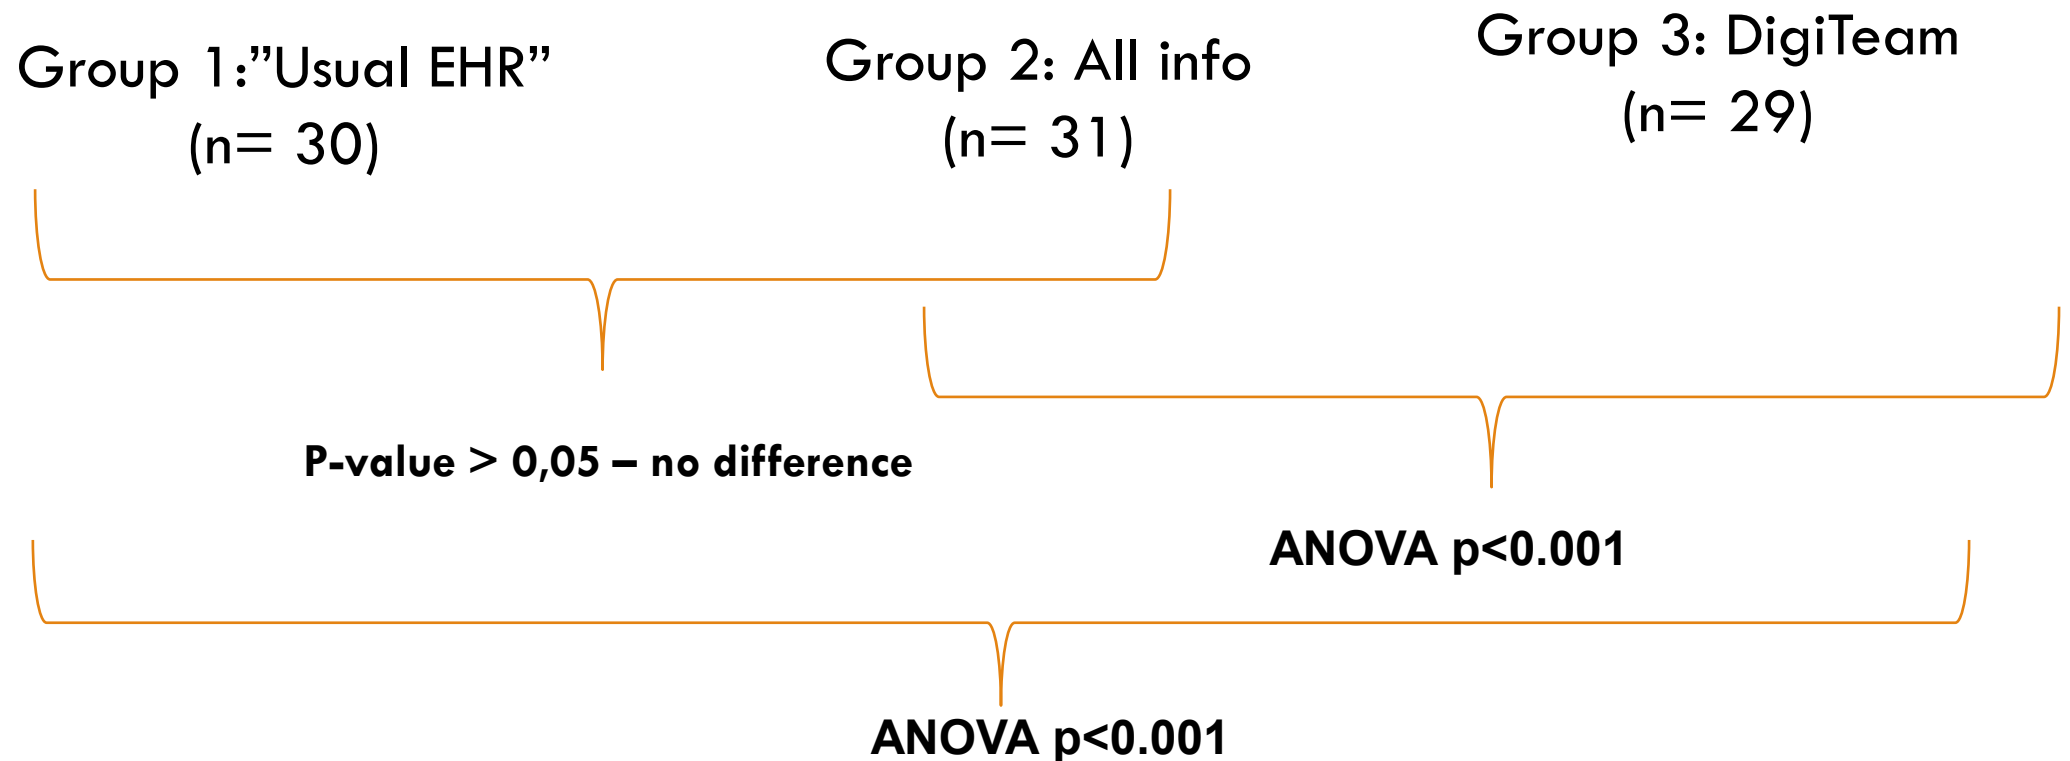 Group 1:”Usual EHR”
(n= 30)
Group 2: All info
(n= 31)
Group 3: DigiTeam
(n= 29)
P-value > 0,05 – no difference
ANOVA p<0.001
ANOVA p<0.001